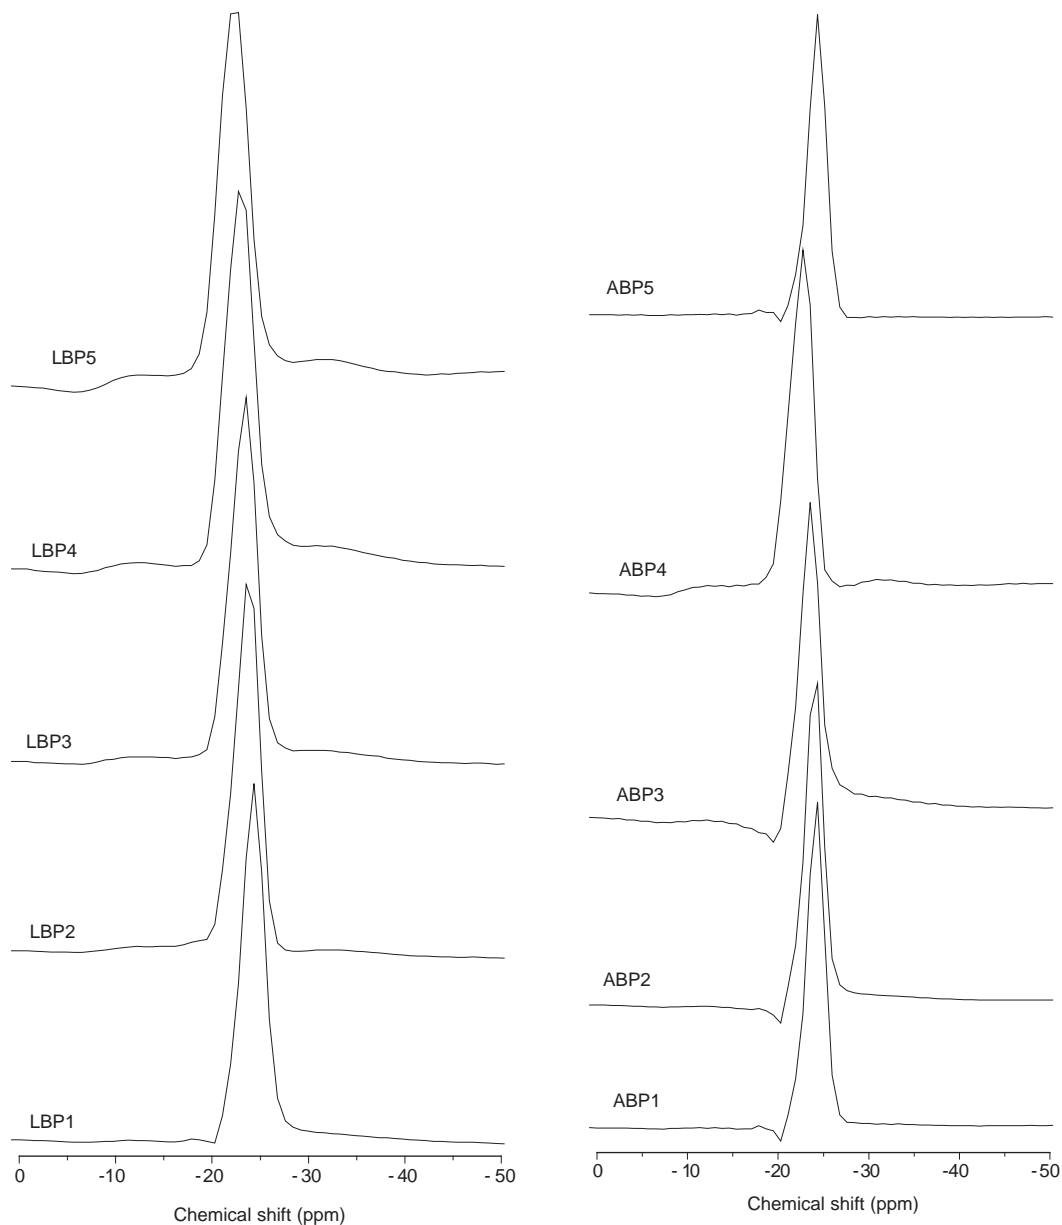 LBP5
LBP4
LBP3
LBP2
LBP1
0 -10 -20 -30 -40 -50
Chemical shift (ppm)
ABP5
ABP4
ABP3
ABP2
ABP1
0 -10 -20 -30 -40 -50
Chemical shift (ppm)